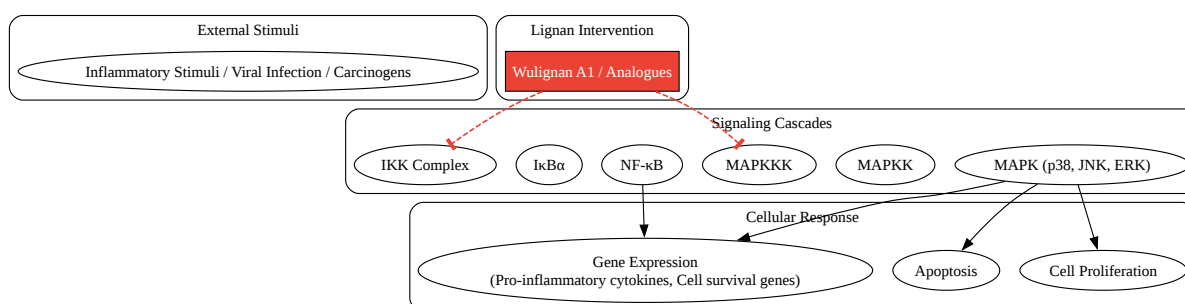 External Stimuli
Inflammatory Stimuli / Viral Infection / Carcinogens
Lignan Intervention
Wulignan A1 / Analogues
Signaling Cascades
IKK Complex
IκBα
NF-κB
MAPKKK
MAPKK
MAPK (p38, JNK, ERK)
Cellular Response
Gene Expression
(Pro-inflammatory cytokines, Cell survival genes)
Apoptosis
Cell Proliferation